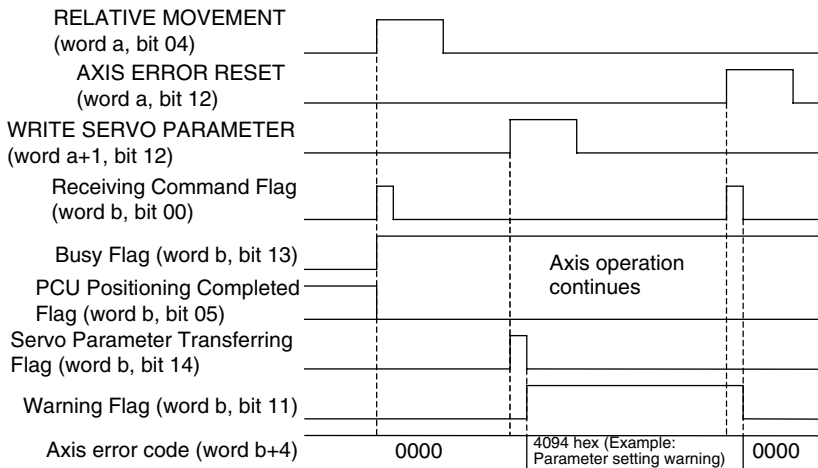 RELATIVE MOVEMENT
(word a, bit 04)
AXIS ERROR RESET
(word a, bit 12)
WRITE SERVO PARAMETER
(word a+1, bit 12)
Receiving Command Flag
(word b, bit 00)
Busy Flag (word b, bit 13)
Axis operation
continues
PCU Positioning Completed
Flag (word b, bit 05)
Servo Parameter Transferring
Flag (word b, bit 14)
Warning Flag (word b, bit 11)
Axis error code (word b+4)
0000
4094 hex (Example:
Parameter setting warning)
0000